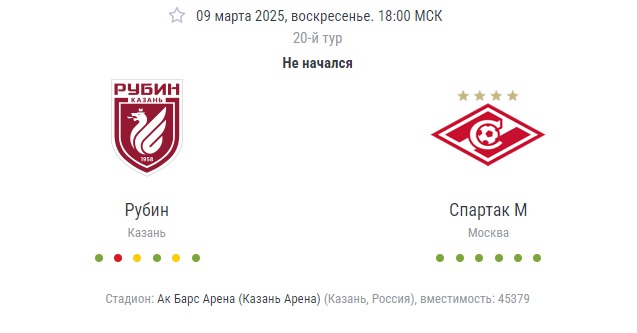 09 марта 2025, воскресенье. 18:00 МСК
20-й тур
Не начался
РУБИН
КАЗАНЬ
1958
Рубин
Спартак М
Казань
Москва
Стадион: Ак Барс Арена (Казань Арена) (Казань, Россия), вместимость: 45379